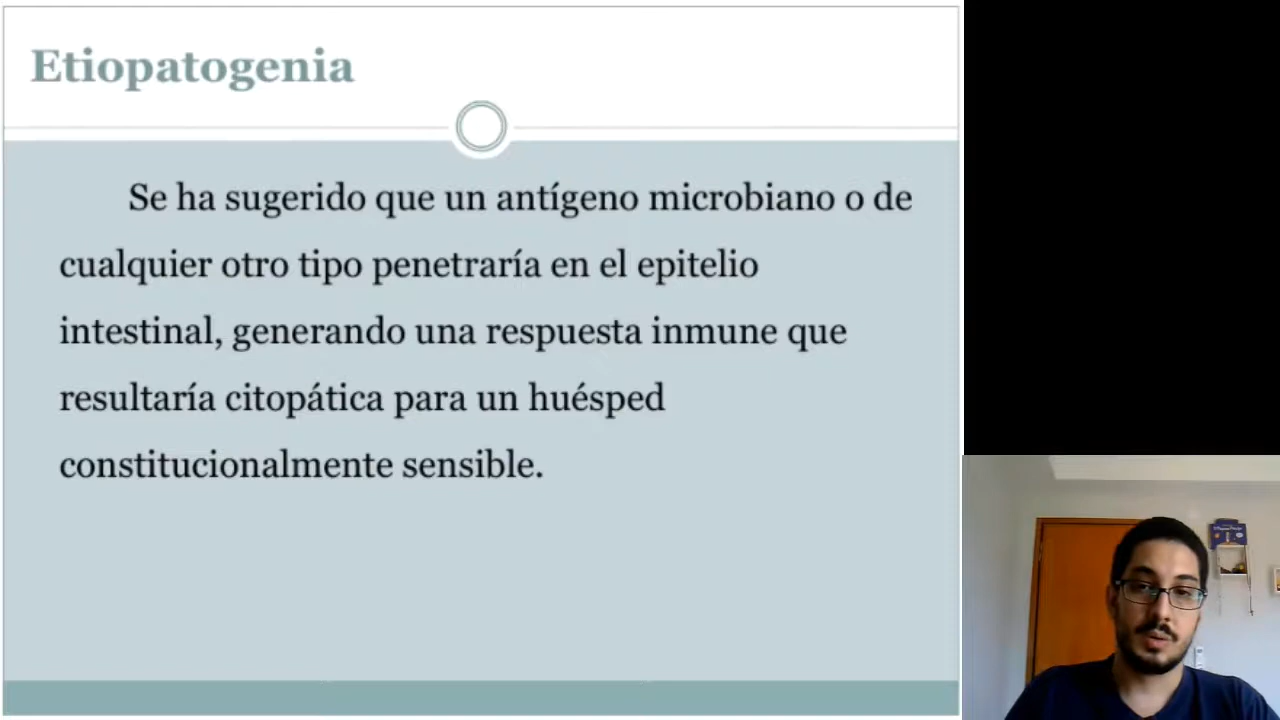 Etiopatogenia
Se ha sugerido que un antígeno microbiano o de
cualquier otro tipo penetraría en el epitelio
intestinal, generando una respuesta inmune que
resultaría citopática para un huésped
constitucionalmente sensible.